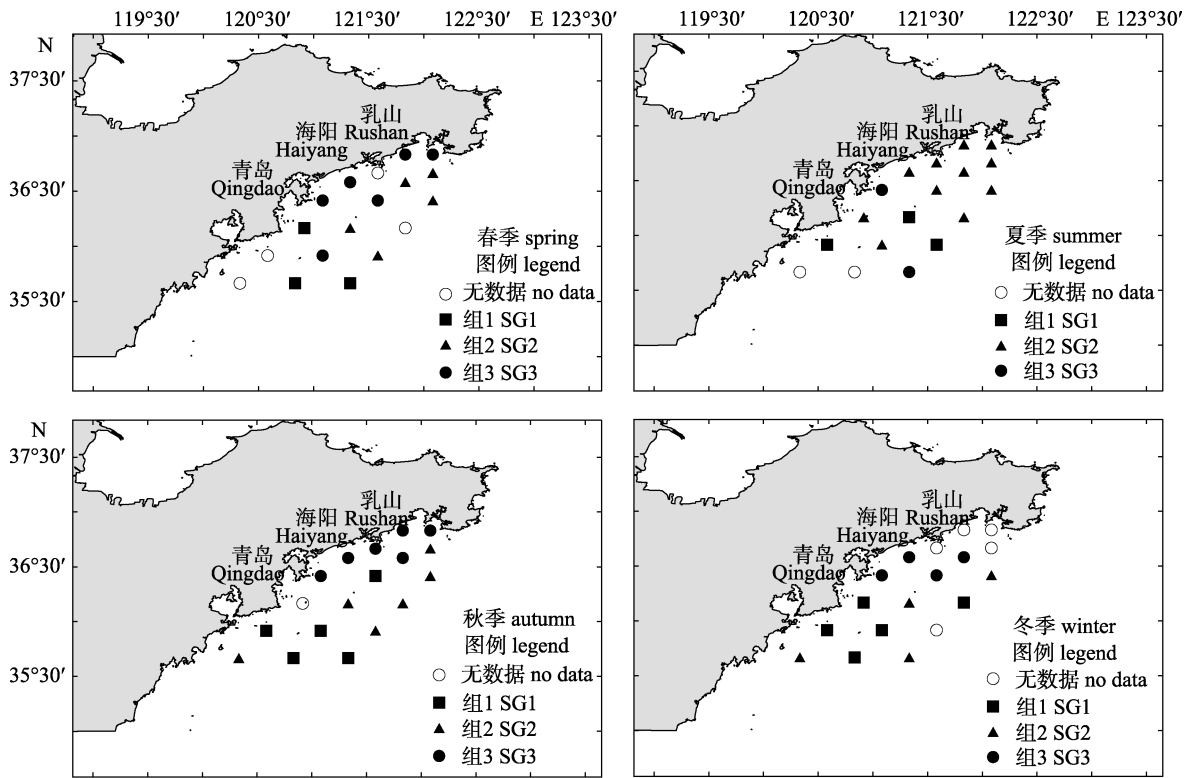 119°30′ 120°30′ 121°30′ 122°30′ E 123°30′
119°30′ 120°30′ 121°30′ 122°30′ E 123°30′
N
37°30′
36°30′
35°30′
乳山
海阳 Rushan
Haiyang
青岛
Qingdao
春季 spring
图例 legend
无数据 no data
组1 SG1
组2 SG2
组3 SG3
乳山
海阳 Rushan
Haiyang
青岛
Qingdao
夏季 summer
图例 legend
无数据 no data
组1 SG1
组2 SG2
组3 SG3
N
37°30′
36°30′
35°30′
乳山
海阳 Rushan
Haiyang
青岛
Qingdao
秋季 autumn
图例 legend
无数据 no data
组1 SG1
组2 SG2
组3 SG3
乳山
海阳 Rushan
Haiyang
青岛
Qingdao
冬季 winter
图例 legend
无数据 no data
组1 SG1
组2 SG2
组3 SG3